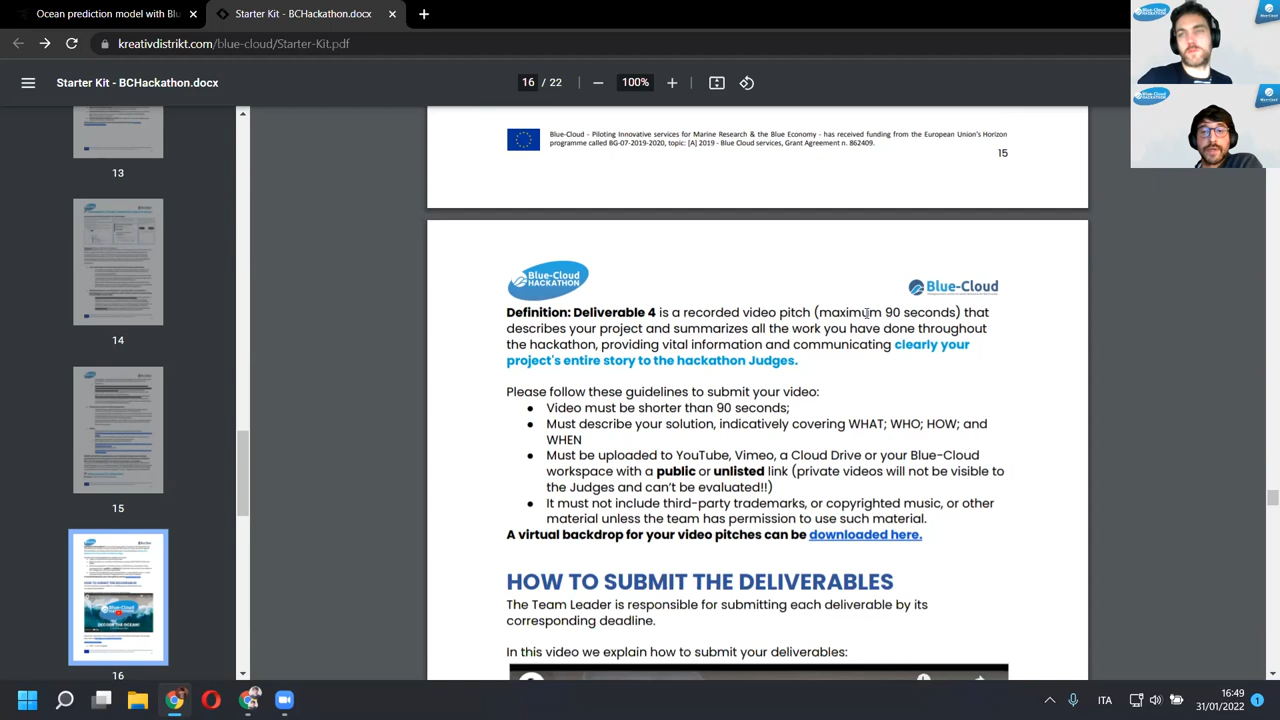 Ocean prediction model with Blu
Starter Kit - BCHackathon.docx
kreativdistrikt.com/blue-cloud/Starter-Kit.pdf
Starter Kit - BCHackathon.docx
16 / 22
100%
Blue-Cloud - Piloting Innovative services for Marine Research & the Blue Economy - has received funding from the European Union's Horizon
programme called BG-07-2019-2020, topic: [A] 2019 - Blue Cloud services, Grant Agreement n. 862409.
15
13
14
15
16
Blue-Cloud
HACKATHON
Blue-Cloud
Definition: Deliverable 4 is a recorded video pitch (maximum 90 seconds) that
describes your project and summarizes all the work you have done throughout
the hackathon, providing vital information and communicating clearly your
project's entire story to the hackathon Judges.
Please follow these guidelines to submit your video:
● Video must be shorter than 90 seconds;
● Must describe your solution, indicatively covering WHAT; WHO; HOW; and
WHEN
● Must be uploaded to YouTube, Vimeo, a Cloud Drive or your Blue-Cloud
workspace with a public or unlisted link (private videos will not be visible to
the Judges and can't be evaluated!!)
● It must not include third-party trademarks, or copyrighted music, or other
material unless the team has permission to use such material.
A virtual backdrop for your video pitches can be downloaded here.
HOW TO SUBMIT THE DELIVERABLES
The Team Leader is responsible for submitting each deliverable by its
corresponding deadline.
In this video we explain how to submit your deliverables:
ITA
16:49
31/01/2022
1